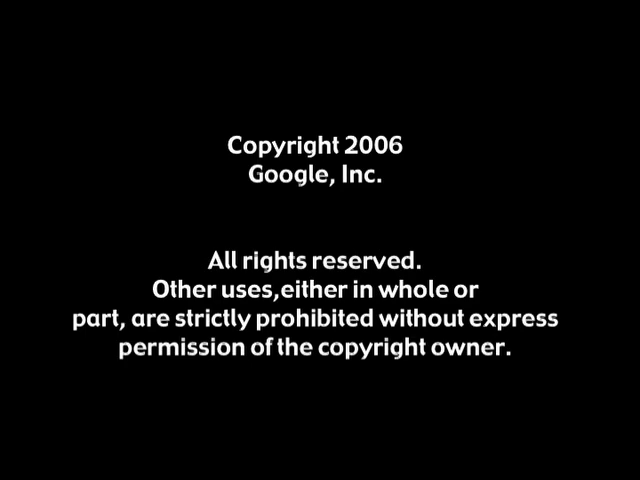 Copyright 2006
Google, Inc.
All rights reserved.
Other uses,either in whole or
part, are strictly prohibited without express
permission of the copyright owner.